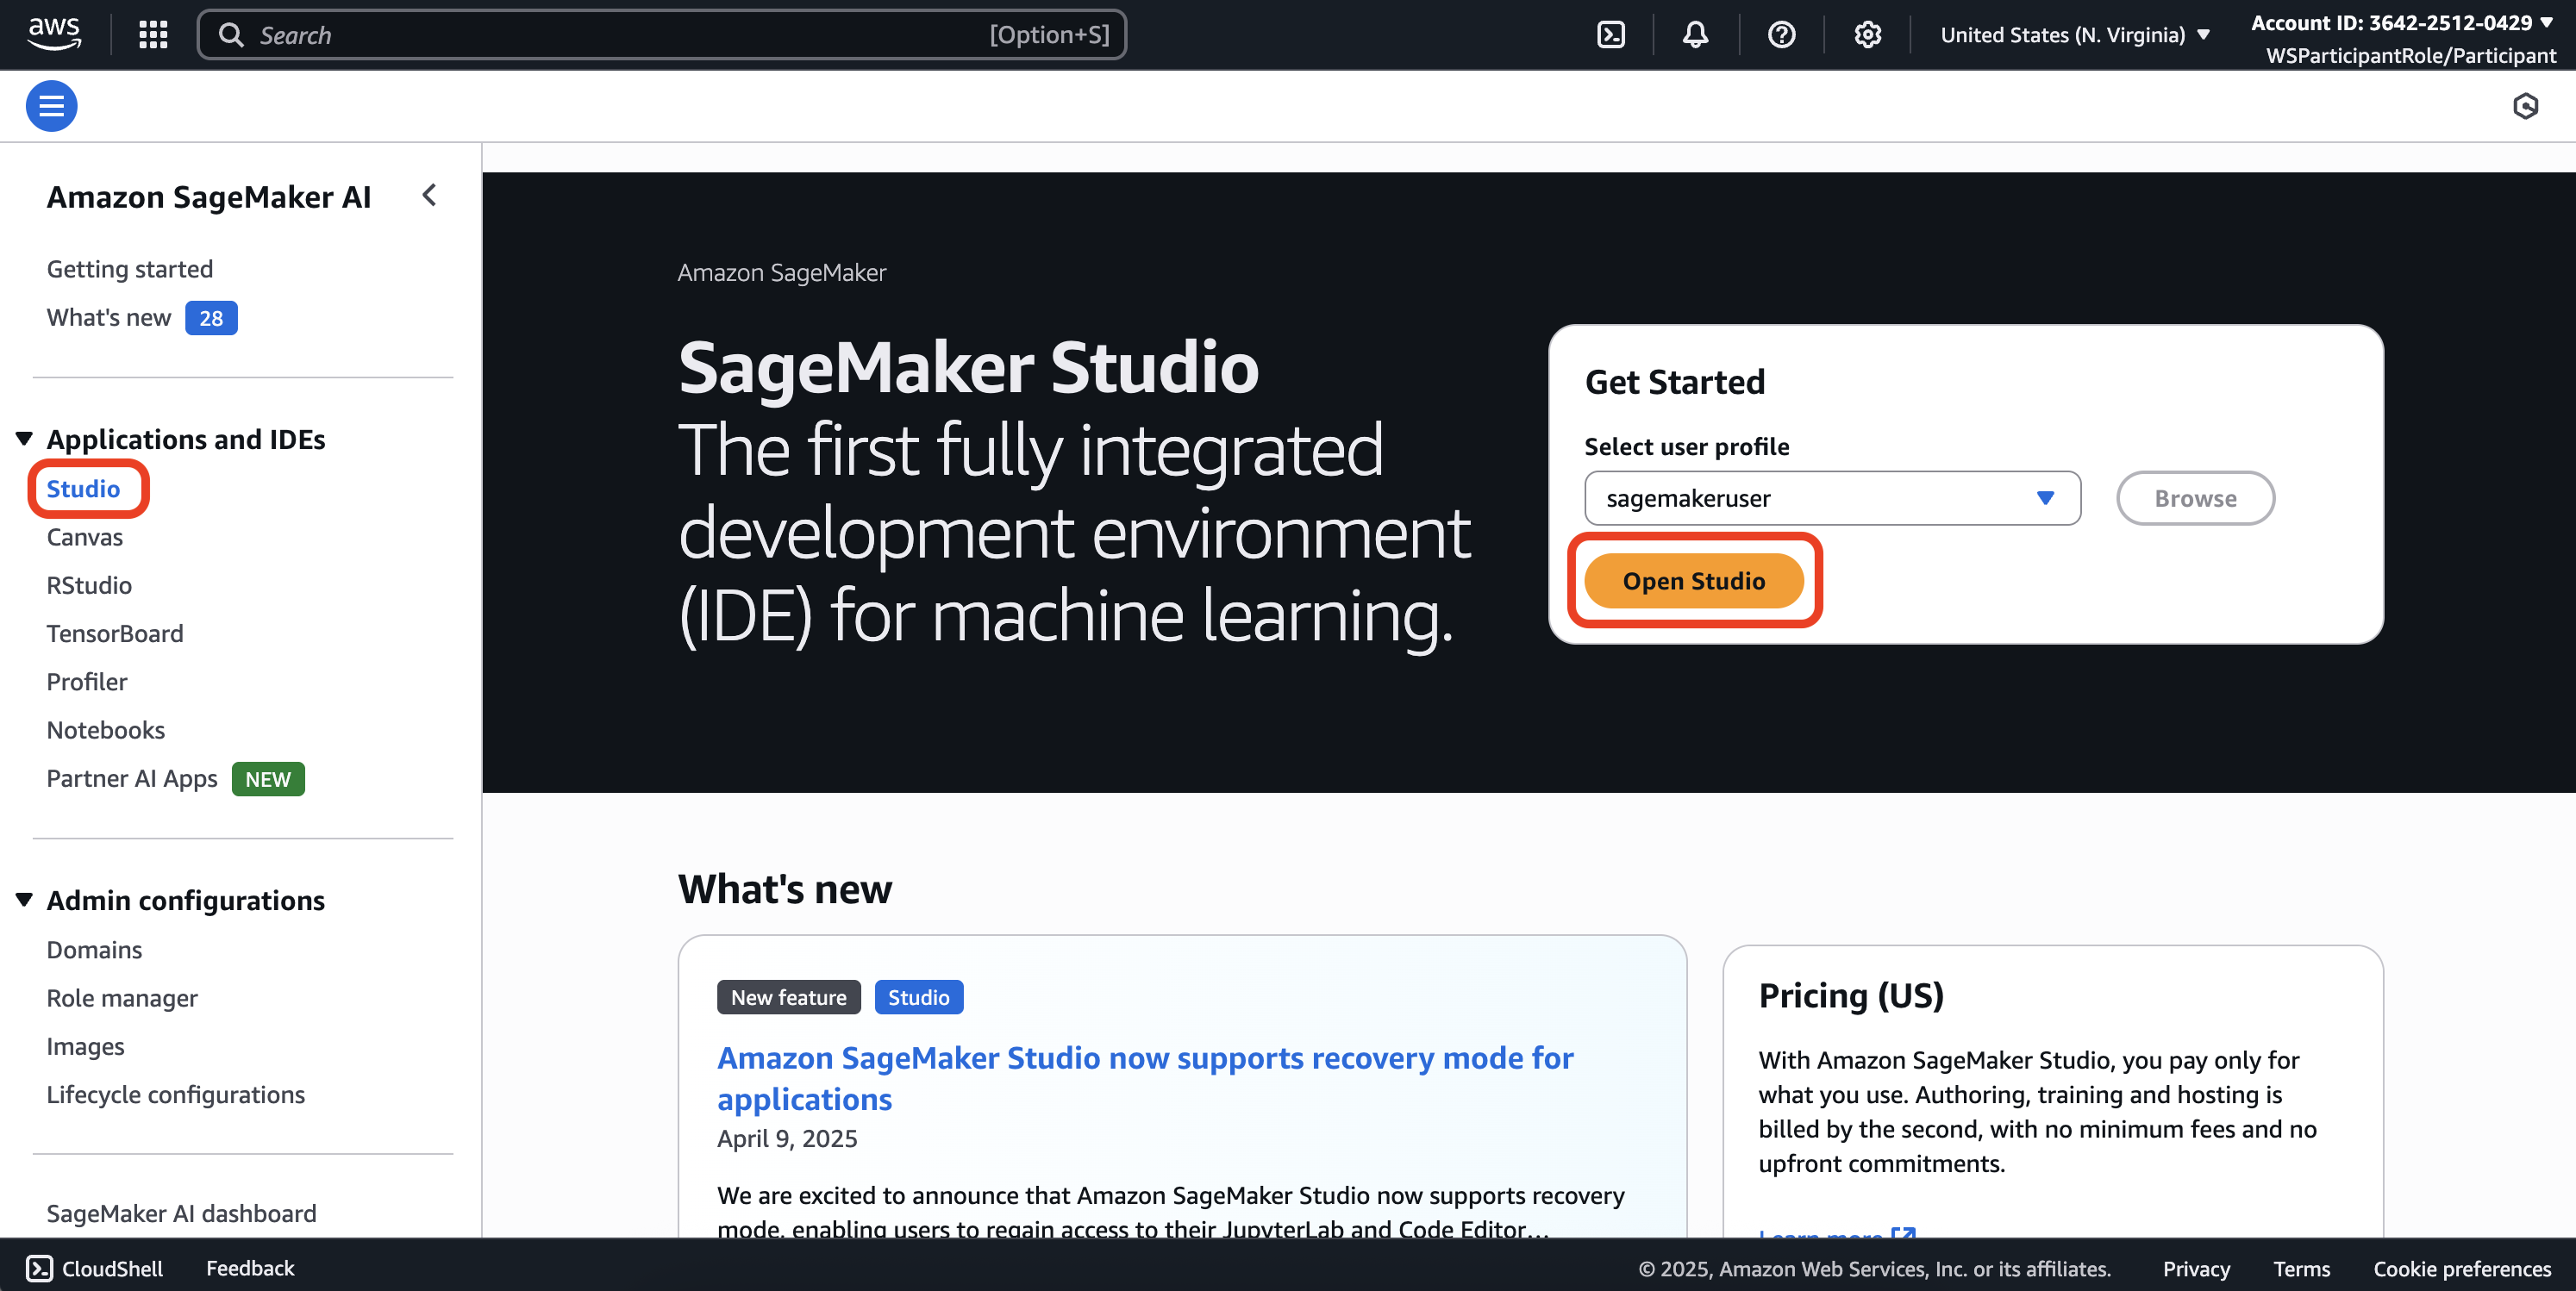 aws
Search
[Option+S]
United States (N. Virginia)
Account ID: 3642-2512-0429
WSParticipantRole/Participant
Amazon SageMaker AI
Getting started
What's new 28
Applications and IDEs
Studio
Canvas
RStudio
TensorBoard
Profiler
Notebooks
Partner AI Apps NEW
Admin configurations
Domains
Role manager
Images
Lifecycle configurations
SageMaker AI dashboard
Amazon SageMaker
SageMaker Studio
The first fully integrated
development environment
(IDE) for machine learning.
Get Started
Select user profile
sagemakeruser
Browse
Open Studio
What's new
New feature
Studio
Amazon SageMaker Studio now supports recovery mode for
applications
April 9, 2025
We are excited to announce that Amazon SageMaker Studio now supports recovery
mode, enabling users to regain access to their JupyterLab and Code Editor...
Pricing (US)
With Amazon SageMaker Studio, you pay only for
what you use. Authoring, training and hosting is
billed by the second, with no minimum fees and no
upfront commitments.
Learn more
CloudShell
Feedback
© 2025, Amazon Web Services, Inc. or its affiliates.
Privacy
Terms
Cookie preferences